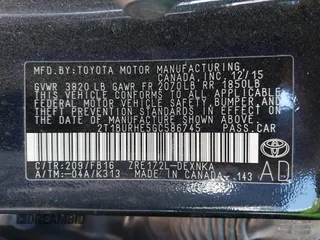 MFD.BY:TOYOTA MOTOR MANUFACTURING,
CANADA.INC. 12/15
GVWR 3820 LB GAWR FR 2070LB RR 1850LB
THIS VEHICLE CONFORMS TO ALL APPLICABLE
FEDERAL MOTOR VEHICLE SAFETY, BUMPER, AND
THEFT PREVENTION STANDARDS IN EFFECT ON
THE DATE OF MANUFACTURE SHOWN ABOVE.
2T1BURHE5GC586745 PASS.CAR
C/TR:209/FB16 ZRE172L-DEXNKA
A/TM:-04A/K313 MADE IN CANADA- 143
TOYOTA
AD
DREAMBID